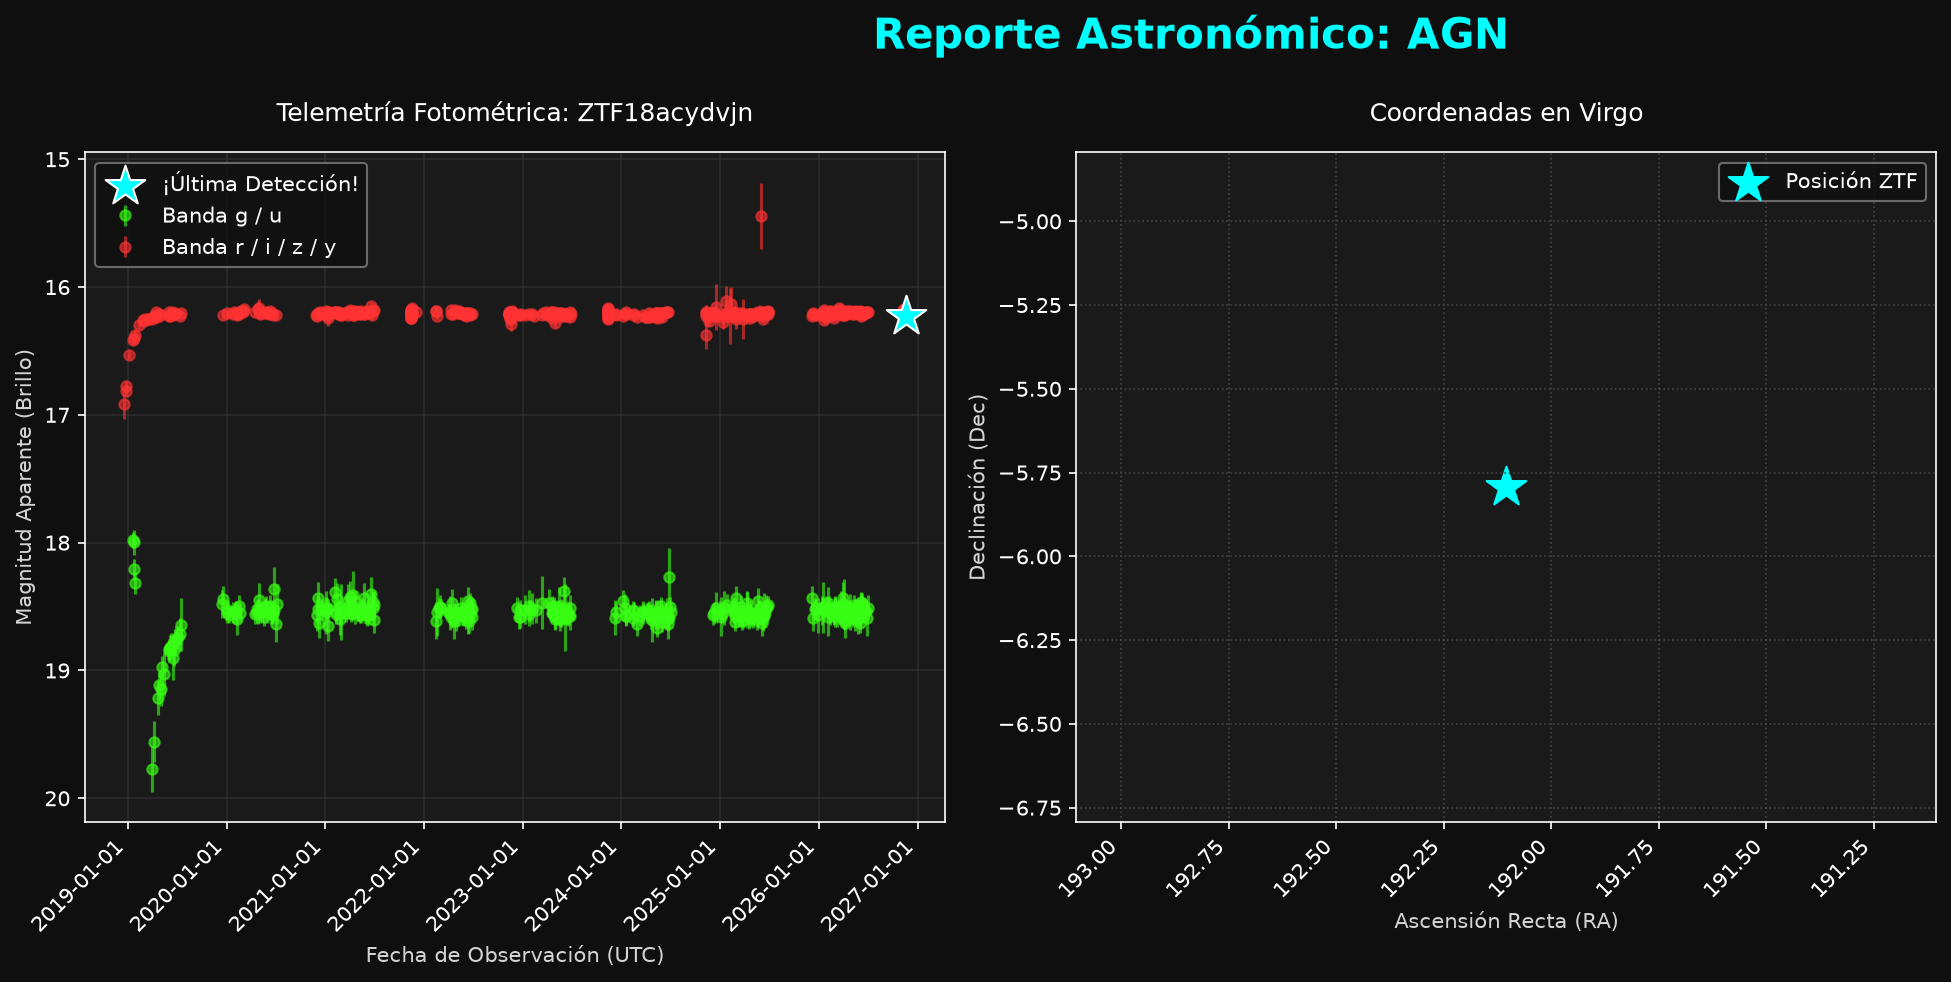 Reporte Astronómico: AGN
Telemetría Fotométrica: ZTF18acydvjn
¡Última Detección!
Banda g / u
Banda r / i / z / y
Magnitud Aparente (Brillo)
15
16
17
18
19
20
2019-01-01
2020-01-01
2021-01-01
2022-01-01
2023-01-01
2024-01-01
2025-01-01
2026-01-01
2027-01-01
Fecha de Observación (UTC)
Coordenadas en Virgo
Posición ZTF
Declinación (Dec)
−5.00
−5.25
−5.50
−5.75
−6.00
−6.25
−6.50
−6.75
193.00
192.75
192.50
192.25
192.00
191.75
191.50
191.25
Ascensión Recta (RA)